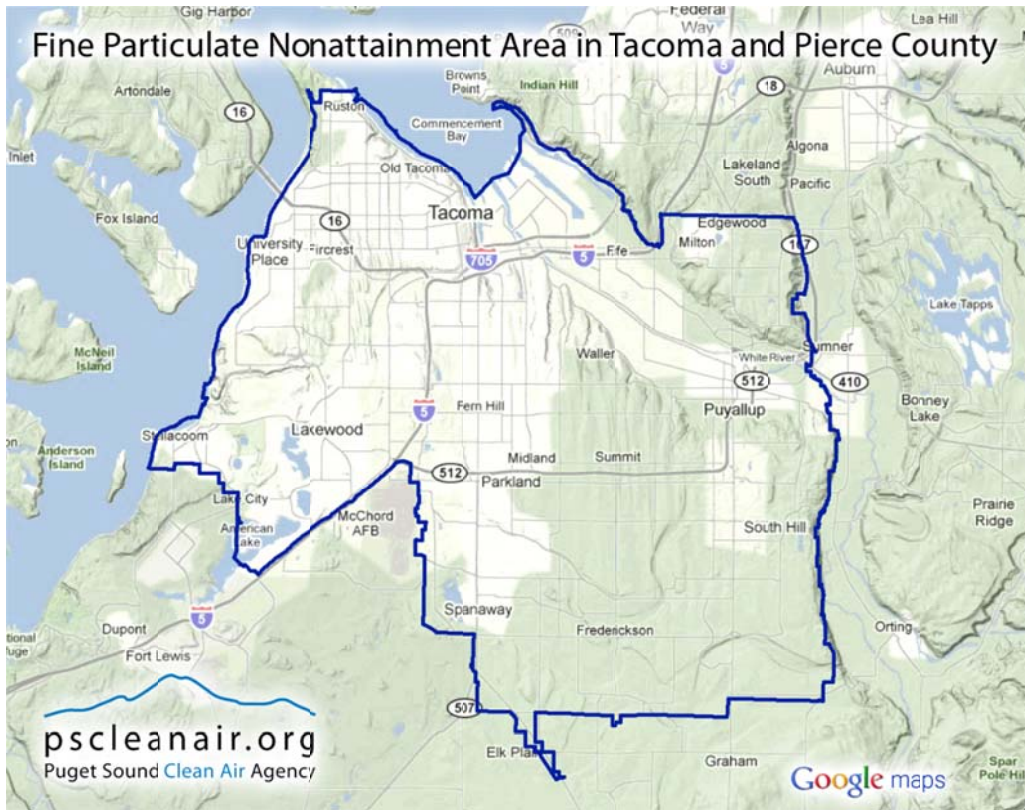 Gig Harbor
Federal
Way
Lea Hill
Fine Particulate Nonattainment Area in Tacoma and Pierce County
509
5
Auburn
Artondale
Browns
Point
Indian Hill
18
16
Ruston
Commencement
Bay
Algona
Inlet
Old Tacoma
Lakeland
South
Pacific
Fox Island
16
Tacoma
Edgewood
University
Place
Fircrest
705
5
Fife
Milton
167
Lake Tapps
McNeil
Island
Waller
White River
Sumner
512
410
5
Fern Hill
Puyallup
Bonney
Lake
Steilacoom
Lakewood
Anderson
Island
512
Midland
Summit
Parkland
Lake City
American
Lake
McChord
AFB
South Hill
Prairie
Ridge
Spanaway
5
Dupont
Frederickson
Orting
Fort Lewis
507
pscleanair.org
Puget Sound Clean Air Agency
Elk Plain
Graham
Google maps
Spar
Pole Hill